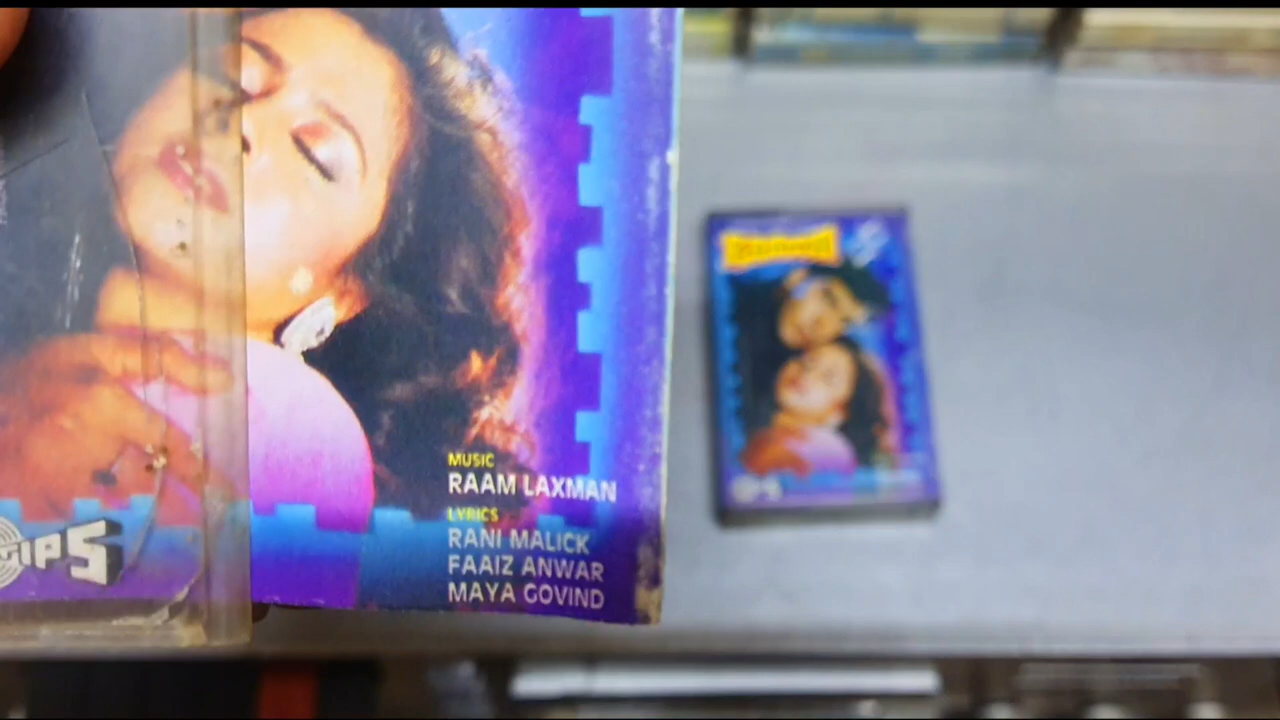 MUSIC
RAAM LAXMAN
LYRICS
RANI MALICK
FAAIZ ANWAR
MAYA GOVIND
TIPS